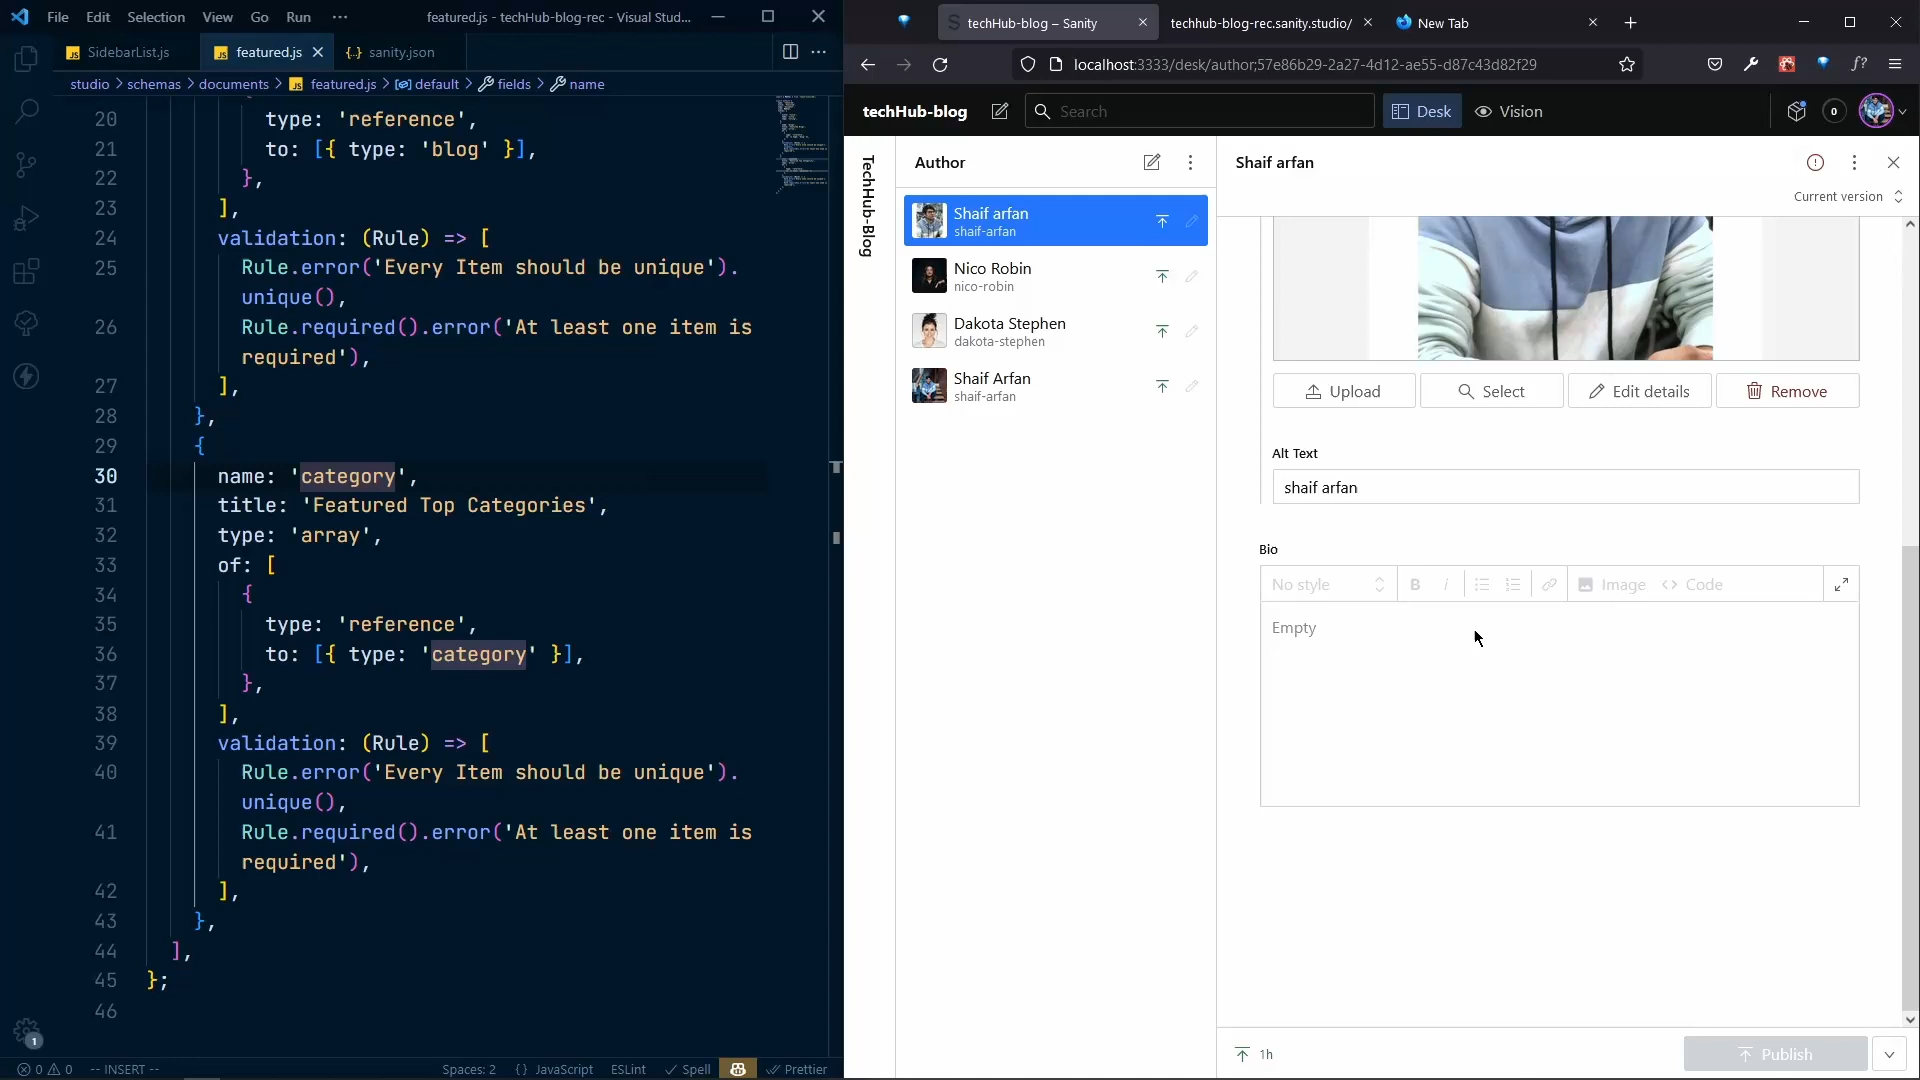 File Edit Selection View Go Run ··· featured.js - techHub-blog-rec - Visual Stud...
SidebarList.js featured.js sanity.json
studio > schemas > documents > featured.js > default > fields > name
20 type: 'reference',
21 to: [{ type: 'blog' }],
22 },
23 ],
24 validation: (Rule) => [
25 Rule.error('Every Item should be unique').
unique(),
26 Rule.required().error('At least one item is
required'),
27 ],
28 },
29 {
30 name: 'category',
31 title: 'Featured Top Categories',
32 type: 'array',
33 of: [
34 {
35 type: 'reference',
36 to: [{ type: 'category' }],
37 },
38 ],
39 validation: (Rule) => [
40 Rule.error('Every Item should be unique').
unique(),
41 Rule.required().error('At least one item is
required'),
42 ],
43 },
44 ],
45 };
46
1
0 0 -- INSERT -- Spaces: 2 {} JavaScript ESLint Spell Prettier
techHub-blog – Sanity techhub-blog-rec.sanity.studio/ New Tab
localhost:3333/desk/author;57e86b29-2a27-4d12-ae55-d87c43d82f29
techHub-blog Search Desk Vision 0
TechHub-Blog
Author
Shaif arfan
shaif-arfan
Nico Robin
nico-robin
Dakota Stephen
dakota-stephen
Shaif Arfan
shaif-arfan
Shaif arfan
Current version
Upload Select Edit details Remove
Alt Text
shaif arfan
Bio
No style B i Image <> Code
Empty
1h Publish